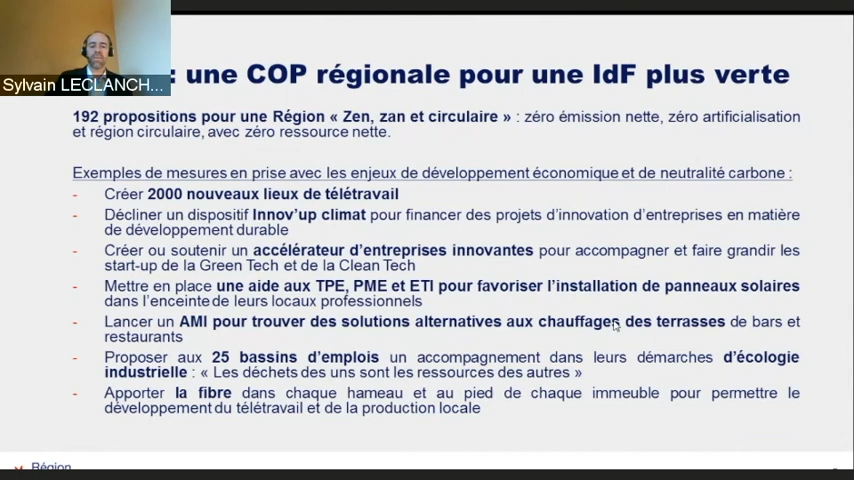 Sylvain LECLANCH...
: une COP régionale pour une IdF plus verte
192 propositions pour une Région « Zen, zan et circulaire » : zéro émission nette, zéro artificialisation
et région circulaire, avec zéro ressource nette.
Exemples de mesures en prise avec les enjeux de développement économique et de neutralité carbone :
- Créer 2000 nouveaux lieux de télétravail
- Décliner un dispositif Innov'up climat pour financer des projets d'innovation d'entreprises en matière
de développement durable
- Créer ou soutenir un accélérateur d'entreprises innovantes pour accompagner et faire grandir les
start-up de la Green Tech et de la Clean Tech
- Mettre en place une aide aux TPE, PME et ETI pour favoriser l'installation de panneaux solaires
dans l'enceinte de leurs locaux professionnels
- Lancer un AMI pour trouver des solutions alternatives aux chauffages des terrasses de bars et
restaurants
- Proposer aux 25 bassins d'emplois un accompagnement dans leurs démarches d'écologie
industrielle : « Les déchets des uns sont les ressources des autres »
- Apporter la fibre dans chaque hameau et au pied de chaque immeuble pour permettre le
développement du télétravail et de la production locale
Région